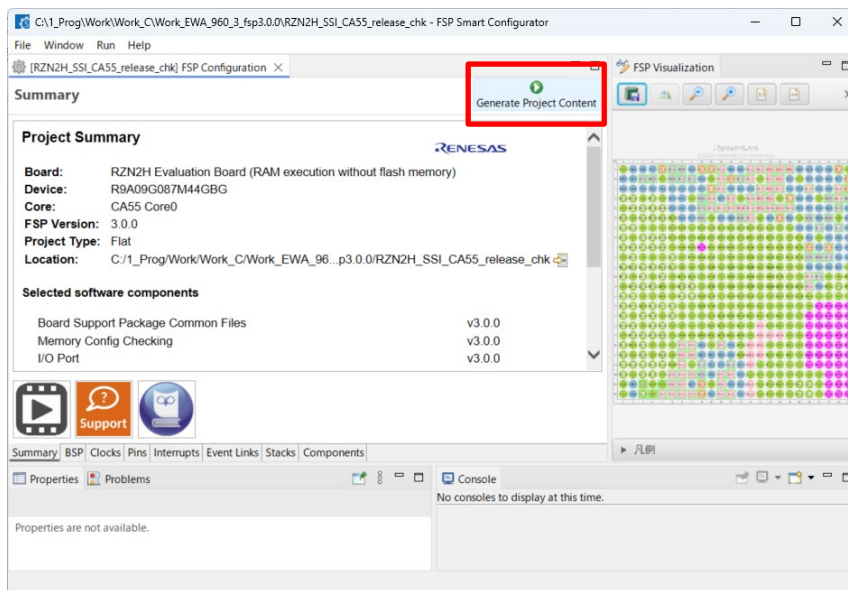 C:\1_Prog\Work\Work_C\Work_EWA_960_3_fsp3.0.0\RZN2H_SSI_CA55_release_chk - FSP Smart Configurator
File Window Run Help
[RZN2H_SSI_CA55_release_chk] FSP Configuration
FSP Visualization
Summary
Generate Project Content
Project Summary
RENESAS
Board: RZN2H Evaluation Board (RAM execution without flash memory)
Device: R9A09G087M44GBG
Core: CA55 Core0
FSP Version: 3.0.0
Project Type: Flat
Location: C:/1_Prog/Work/Work_C/Work_EWA_96...p3.0.0/RZN2H_SSI_CA55_release_chk
Selected software components
Board Support Package Common Files v3.0.0
Memory Config Checking v3.0.0
I/O Port v3.0.0
Support
Summary BSP Clocks Pins Interrupts Event Links Stacks Components
凡例
Properties Problems
Console
No consoles to display at this time.
Properties are not available.